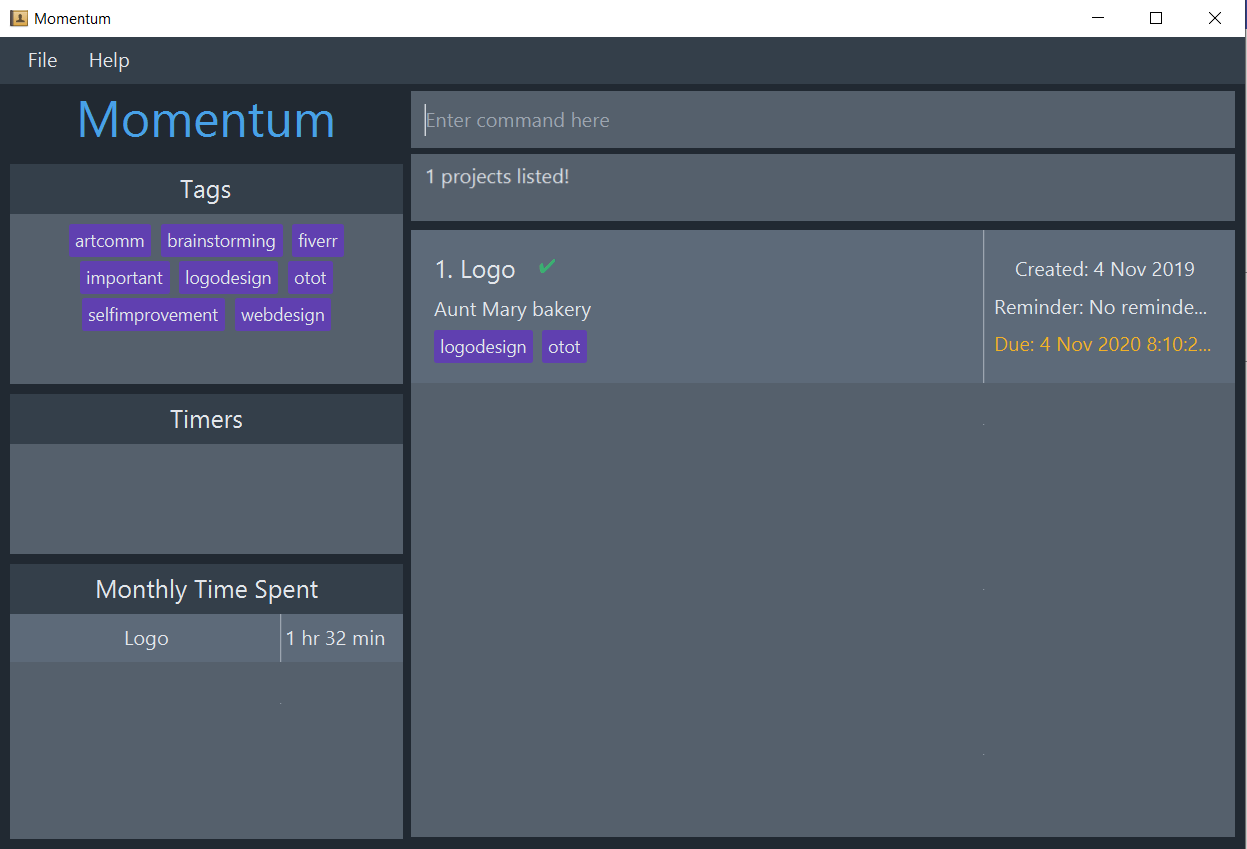 Momentum
File Help
Momentum
Tags
artcomm brainstorming fiverr
important logodesign otot
selfimprovement webdesign
Timers
Monthly Time Spent
Logo 1 hr 32 min
Enter command here
1 projects listed!
1. Logo ✔
Aunt Mary bakery
logodesign otot
Created: 4 Nov 2019
Reminder: No reminde...
Due: 4 Nov 2020 8:10:2...